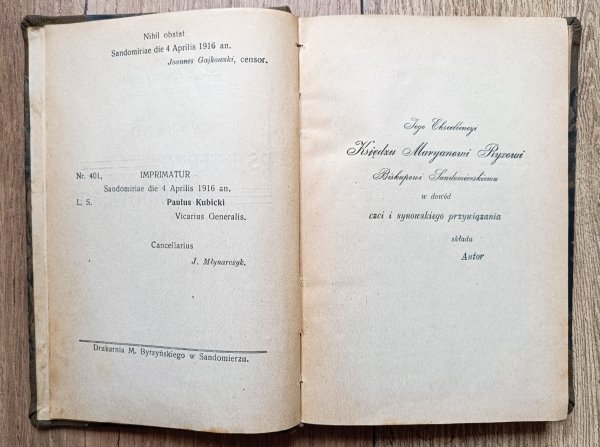 Nihil obstat
Sandomiriae die 4 Aprilis 1916 an.
Joannes Gajkowski, censor.
Nr. 401. IMPRIMATUR
Sandomiriae die 4 Aprilis 1916 an.
L. S. Paulus Kubicki
Vicarius Generalis.
Cancellarius
J. Młynarczyk.
Drukarnia M. Byrzyńskiego w Sandomierzu.
Jego Ekscellencyi
Księdzu Maryanowi Ryxowi
Biskupowi Sandomierskiemu
w dowód
czci i synowskiego przywiązania
składa
Autor